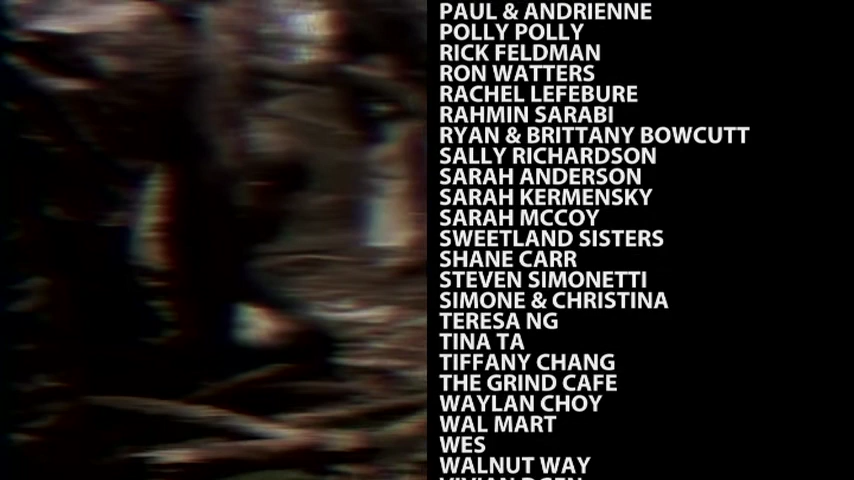 PAUL & ANDRIENNE
POLLY POLLY
RICK FELDMAN
RON WATTERS
RACHEL LEFEBURE
RAHMIN SARABI
RYAN & BRITTANY BOWCUTT
SALLY RICHARDSON
SARAH ANDERSON
SARAH KERMENSKY
SARAH MCCOY
SWEETLAND SISTERS
SHANE CARR
STEVEN SIMONETTI
SIMONE & CHRISTINA
TERESA NG
TINA TA
TIFFANY CHANG
THE GRIND CAFE
WAYLAN CHOY
WAL MART
WES
WALNUT WAY